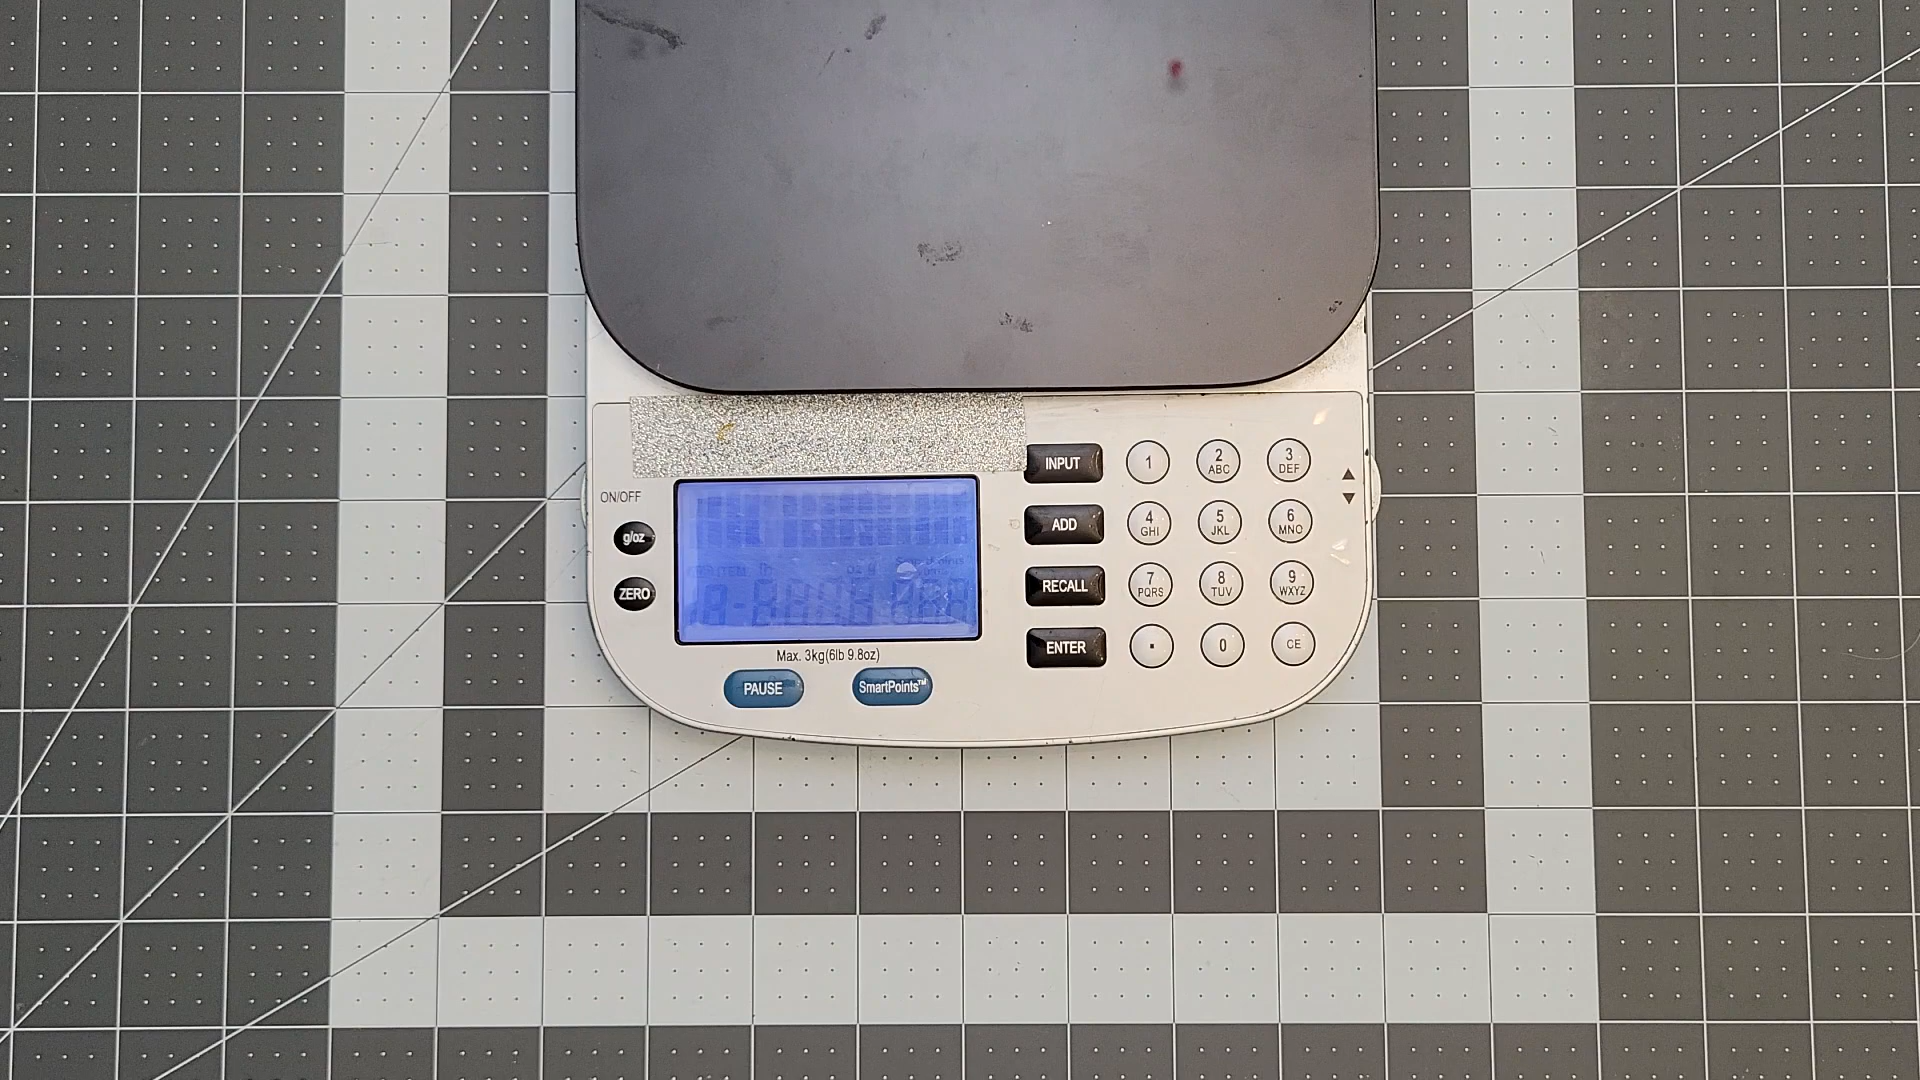 ON/OFF
g/oz
ZERO
Max. 3kg(6lb 9.8oz)
PAUSE
SmartPoints™
INPUT
1
2
ABC
3
DEF
ADD
4
GHI
5
JKL
6
MNO
RECALL
7
PQRS
8
TUV
9
WXYZ
ENTER
.
0
CE